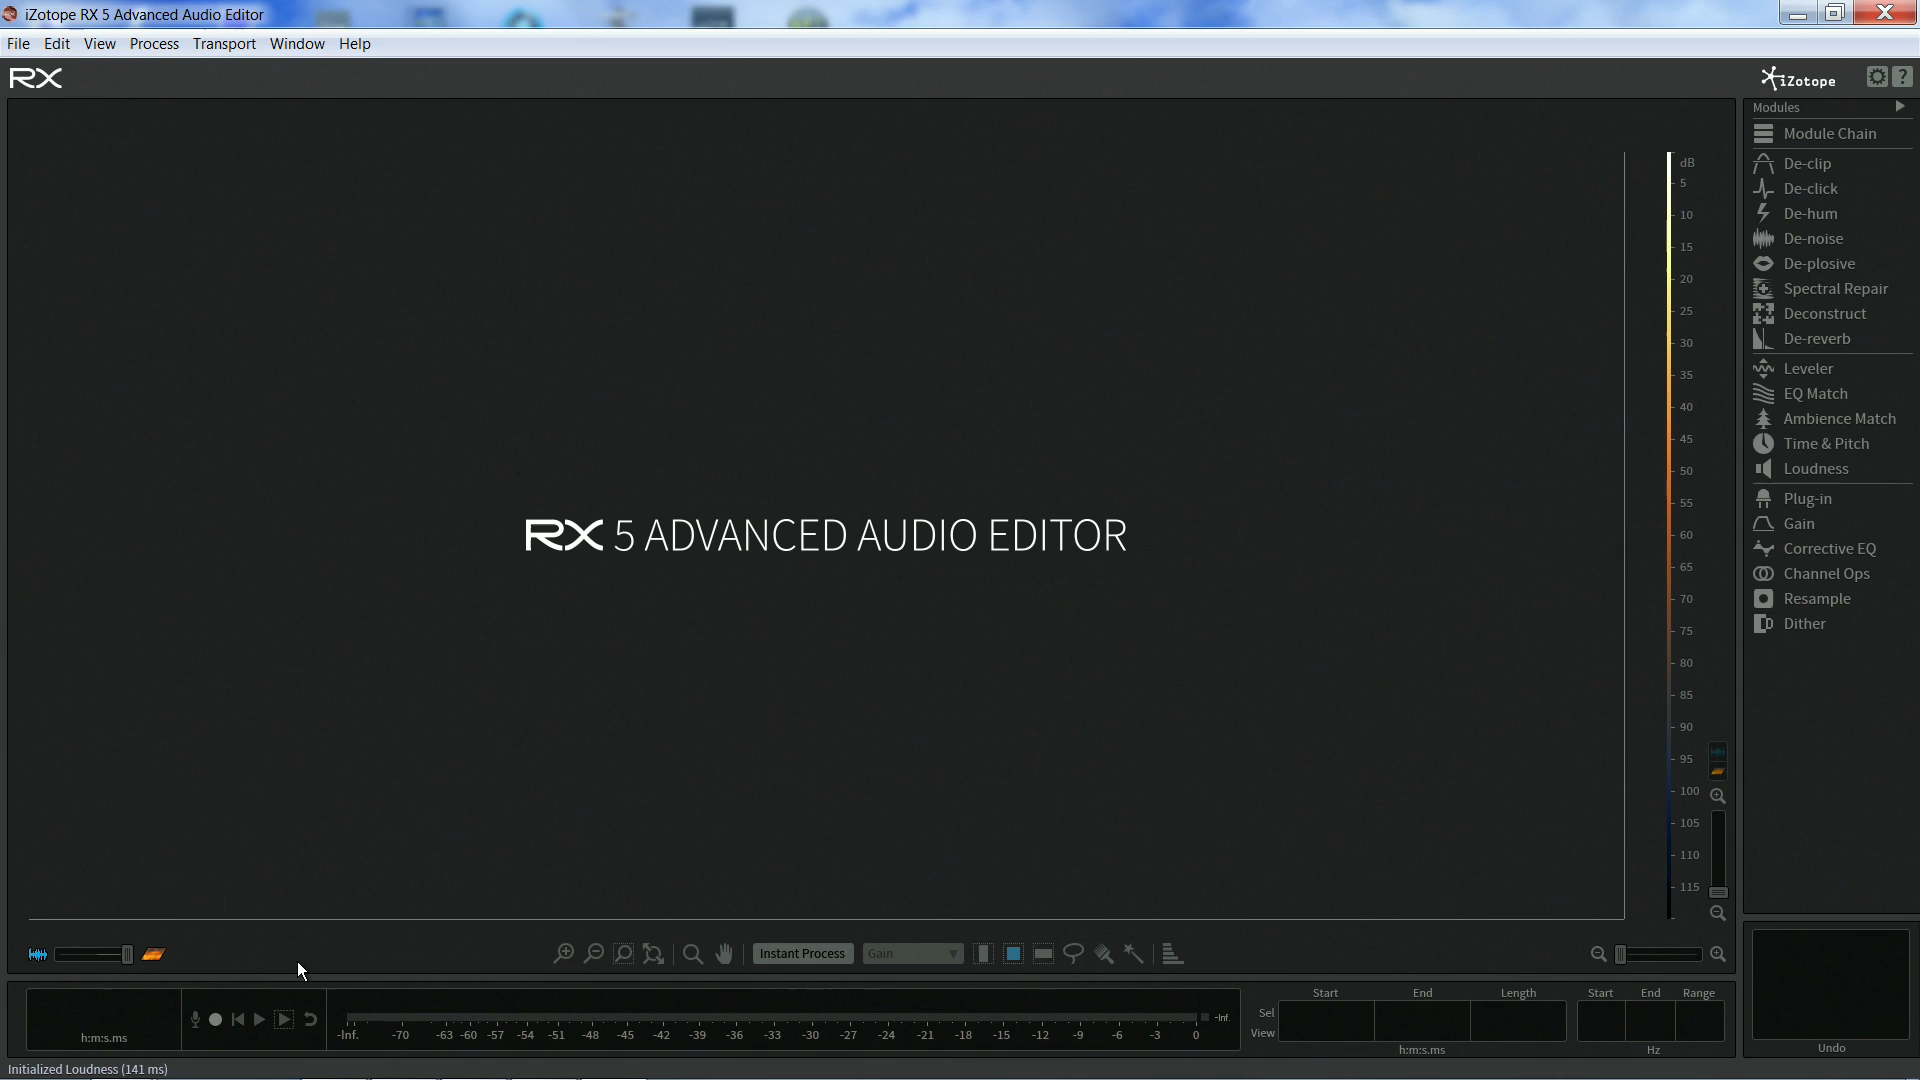 iZotope RX 5 Advanced Audio Editor
File Edit View Process Transport Window Help
RX
iZotope
?
Modules
Module Chain
De-clip
De-click
De-hum
De-noise
De-plosive
Spectral Repair
Deconstruct
De-reverb
Leveler
EQ Match
Ambience Match
Time & Pitch
Loudness
Plug-in
Gain
Corrective EQ
Channel Ops
Resample
Dither
dB
5
10
15
20
25
30
35
40
45
50
55
60
65
70
75
80
85
90
95
100
105
110
115
RX 5 ADVANCED AUDIO EDITOR
Instant Process Gain
h:m:s.ms
-Inf. -70 -63 -60 -57 -54 -51 -48 -45 -42 -39 -36 -33 -30 -27 -24 -21 -18 -15 -12 -9 -6 -3 0
-Inf.
Start End Length Start End Range
Sel
View
h:m:s.ms Hz
Undo
Initialized Loudness (141 ms)